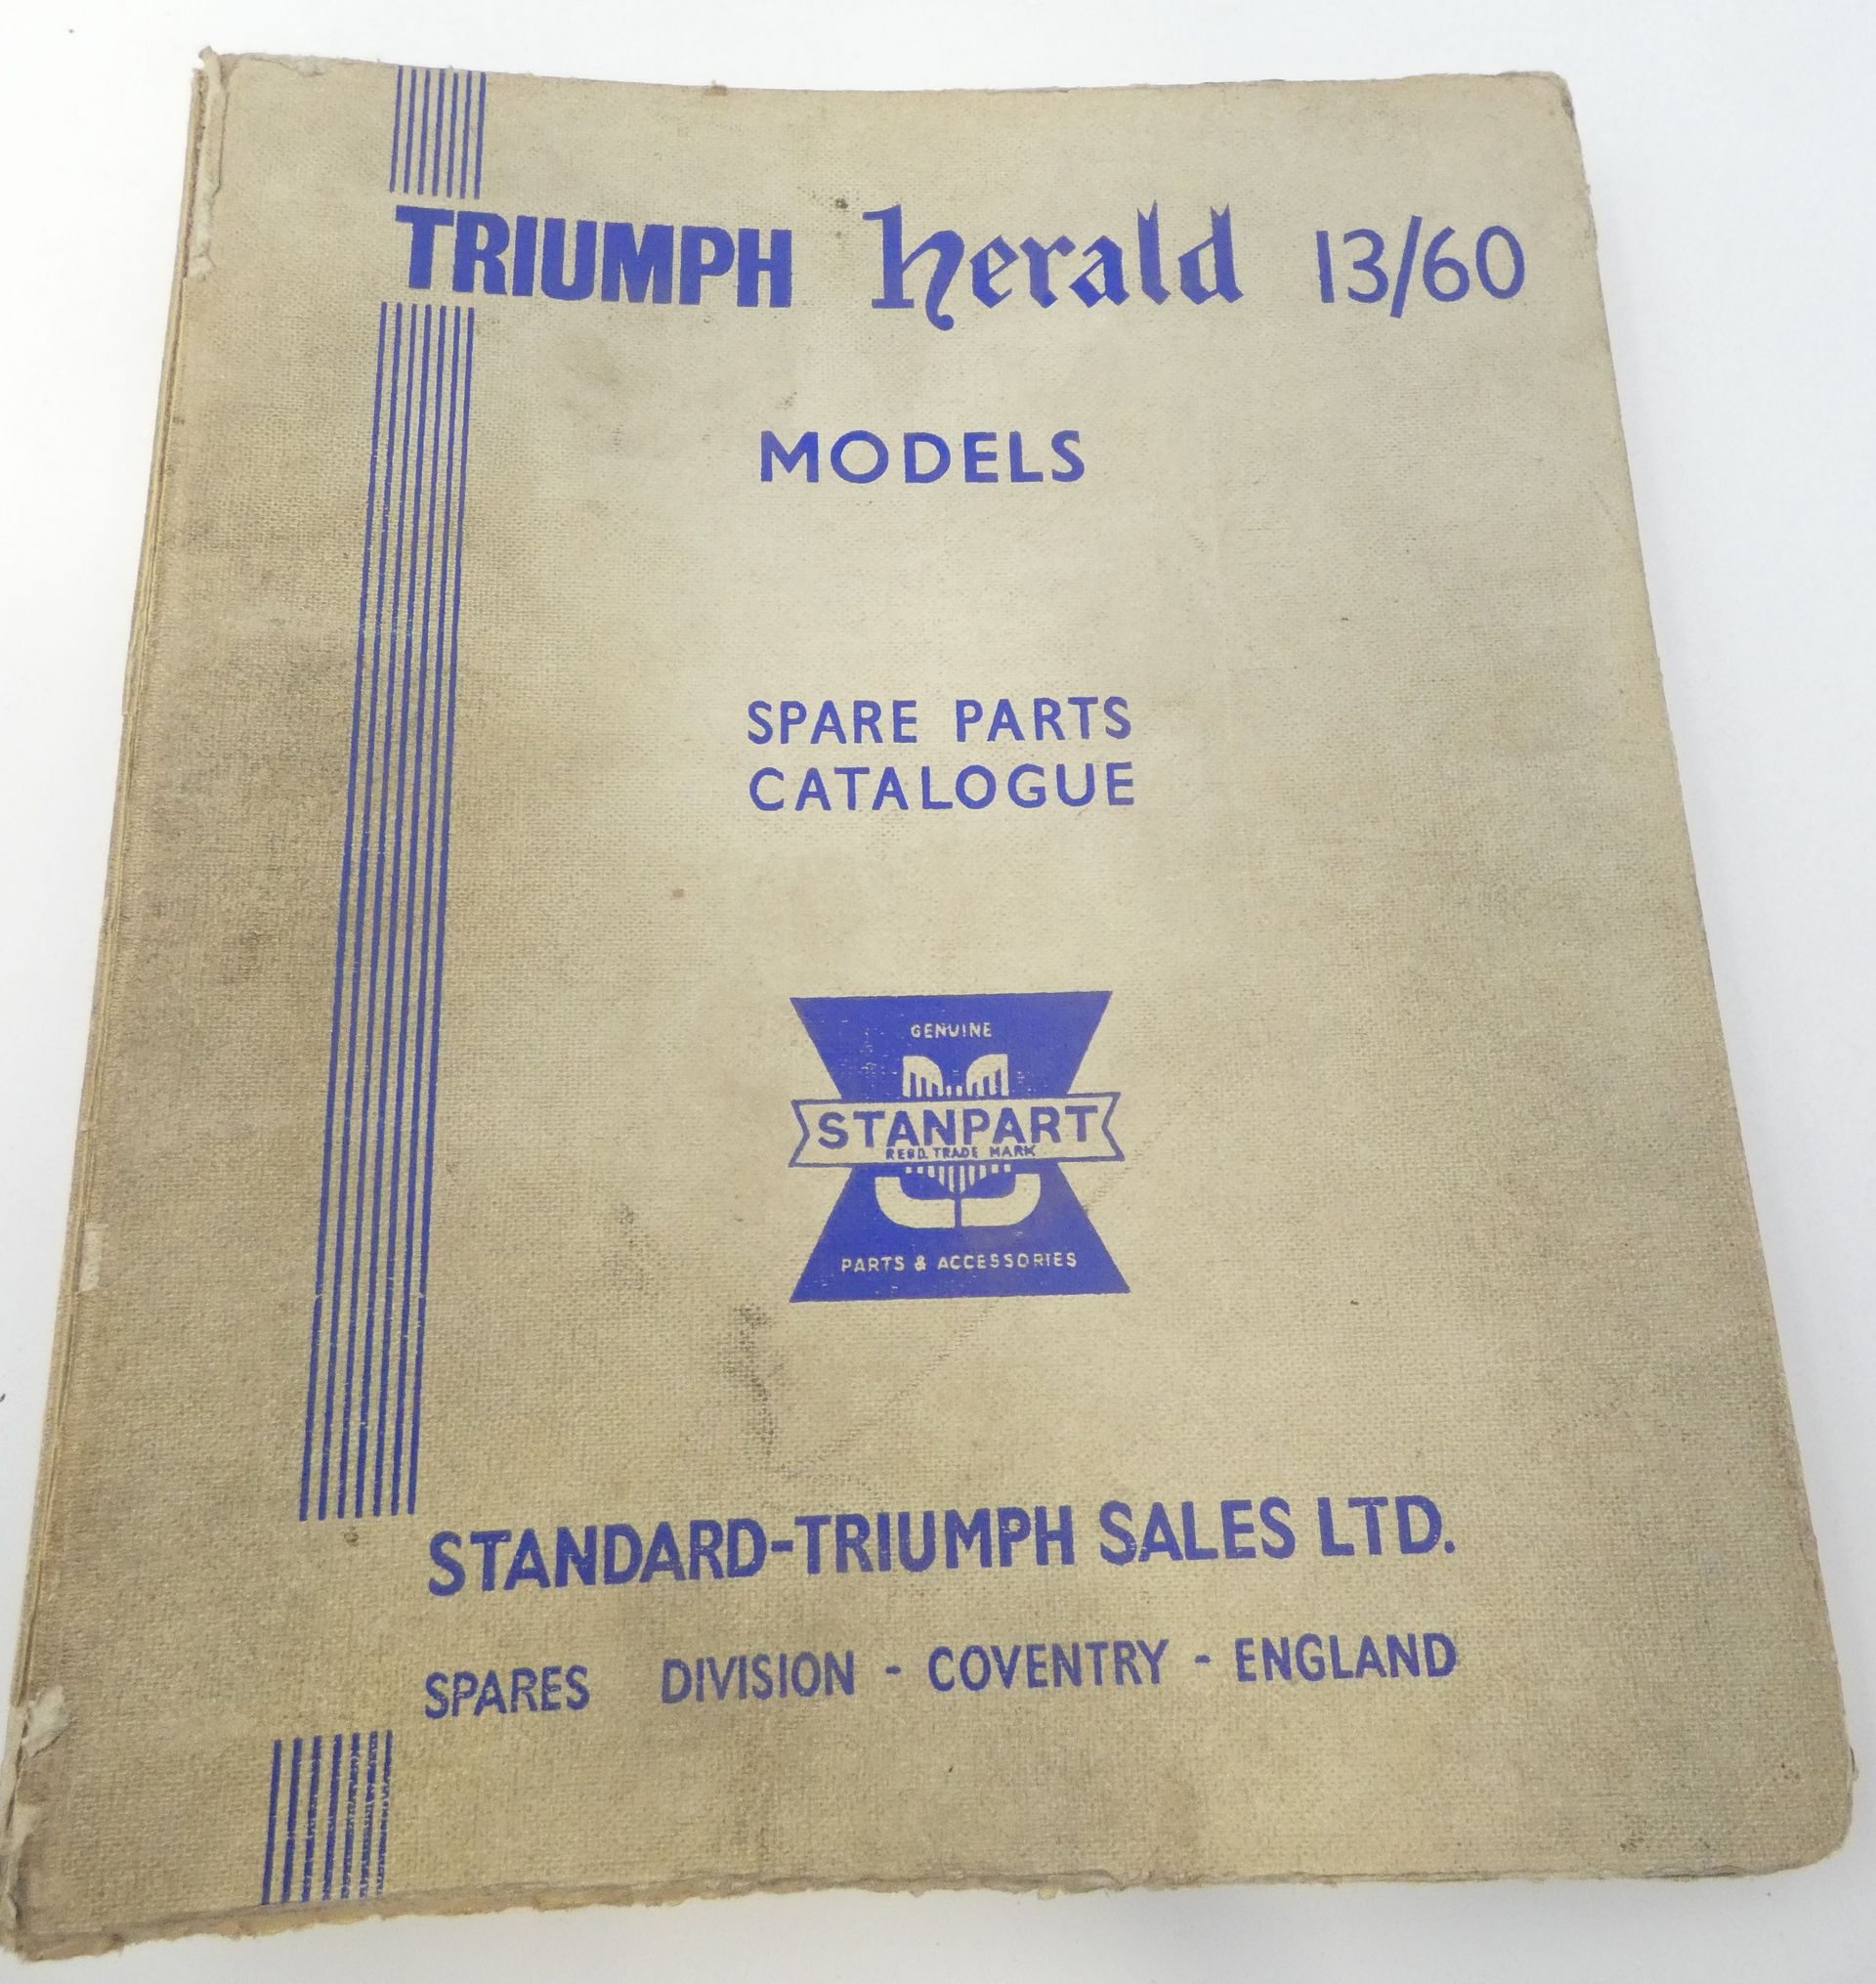 TRIUMPH herald 13/60
MODELS
SPARE PARTS
CATALOGUE
GENUINE
STANPART
REGD. TRADE MARK
PARTS & ACCESSORIES
STANDARD-TRIUMPH SALES LTD.
SPARES DIVISION - COVENTRY - ENGLAND